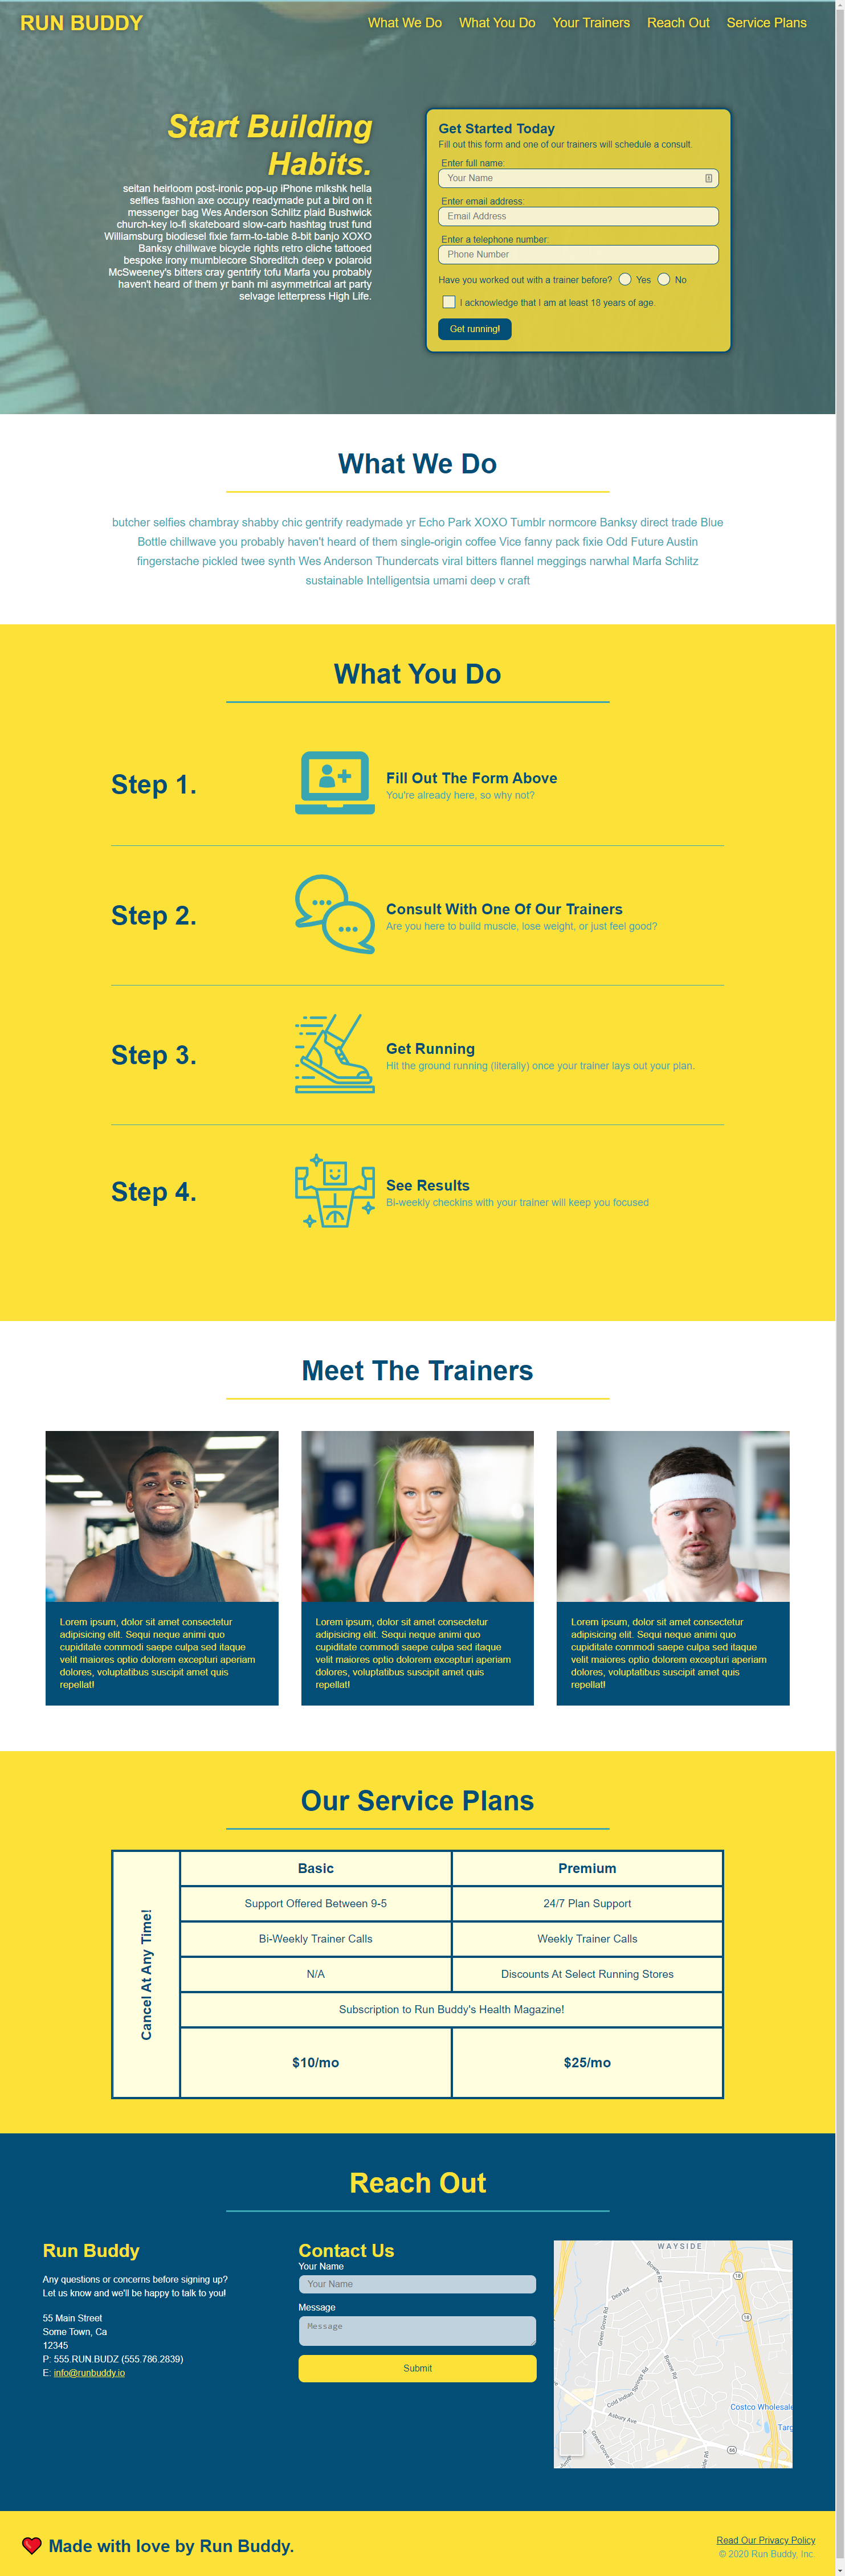 RUN BUDDY
What We Do What You Do Your Trainers Reach Out Service Plans
Start Building
Habits.
seitan heirloom post-ironic pop-up iPhone mlkshk hella
selfies fashion axe occupy readymade put a bird on it
messenger bag Wes Anderson Schlitz plaid Bushwick
church-key lo-fi skateboard slow-carb hashtag trust fund
Williamsburg biodiesel fixie farm-to-table 8-bit banjo XOXO
Banksy chillwave bicycle rights retro cliche tattooed
bespoke irony mumblecore Shoreditch deep v polaroid
McSweeney's bitters cray gentrify tofu Marfa you probably
haven't heard of them yr banh mi asymmetrical art party
selvage letterpress High Life.
Get Started Today
Fill out this form and one of our trainers will schedule a consult.
Enter full name:
Your Name
Enter email address:
Email Address
Enter a telephone number:
Phone Number
Have you worked out with a trainer before? Yes No
I acknowledge that I am at least 18 years of age.
Get running!
What We Do
butcher selfies chambray shabby chic gentrify readymade yr Echo Park XOXO Tumblr normcore Banksy direct trade Blue
Bottle chillwave you probably haven't heard of them single-origin coffee Vice fanny pack fixie Odd Future Austin
fingerstache pickled twee synth Wes Anderson Thundercats viral bitters flannel meggings narwhal Marfa Schlitz
sustainable Intelligentsia umami deep v craft
What You Do
Step 1.
Fill Out The Form Above
You're already here, so why not?
Step 2.
Consult With One Of Our Trainers
Are you here to build muscle, lose weight, or just feel good?
Step 3.
Get Running
Hit the ground running (literally) once your trainer lays out your plan.
Step 4.
See Results
Bi-weekly checkins with your trainer will keep you focused
Meet The Trainers
Lorem ipsum, dolor sit amet consectetur
adipisicing elit. Sequi neque animi quo
cupiditate commodi saepe culpa sed itaque
velit maiores optio dolorem excepturi aperiam
dolores, voluptatibus suscipit amet quis
repellat!
Lorem ipsum, dolor sit amet consectetur
adipisicing elit. Sequi neque animi quo
cupiditate commodi saepe culpa sed itaque
velit maiores optio dolorem excepturi aperiam
dolores, voluptatibus suscipit amet quis
repellat!
Lorem ipsum, dolor sit amet consectetur
adipisicing elit. Sequi neque animi quo
cupiditate commodi saepe culpa sed itaque
velit maiores optio dolorem excepturi aperiam
dolores, voluptatibus suscipit amet quis
repellat!
Our Service Plans
Cancel At Any Time!
Basic Premium
Support Offered Between 9-5 24/7 Plan Support
Bi-Weekly Trainer Calls Weekly Trainer Calls
N/A Discounts At Select Running Stores
Subscription to Run Buddy's Health Magazine!
$10/mo $25/mo
Reach Out
Run Buddy
Any questions or concerns before signing up?
Let us know and we'll be happy to talk to you!
55 Main Street
Some Town, Ca
12345
P: 555.RUN.BUDZ (555.786.2839)
E: info@runbuddy.io
Contact Us
Your Name
Your Name
Message
Message
Submit
WAYSIDE
Bowne Rd
18
Deal Rd
18
Green Grove Rd
Bowne Rd
Cold Indian Springs Rd
Costco Wholesale
Asbury Ave
Targ
Green Grove Rd
66
Made with love by Run Buddy.
Read Our Privacy Policy
© 2020 Run Buddy, Inc.